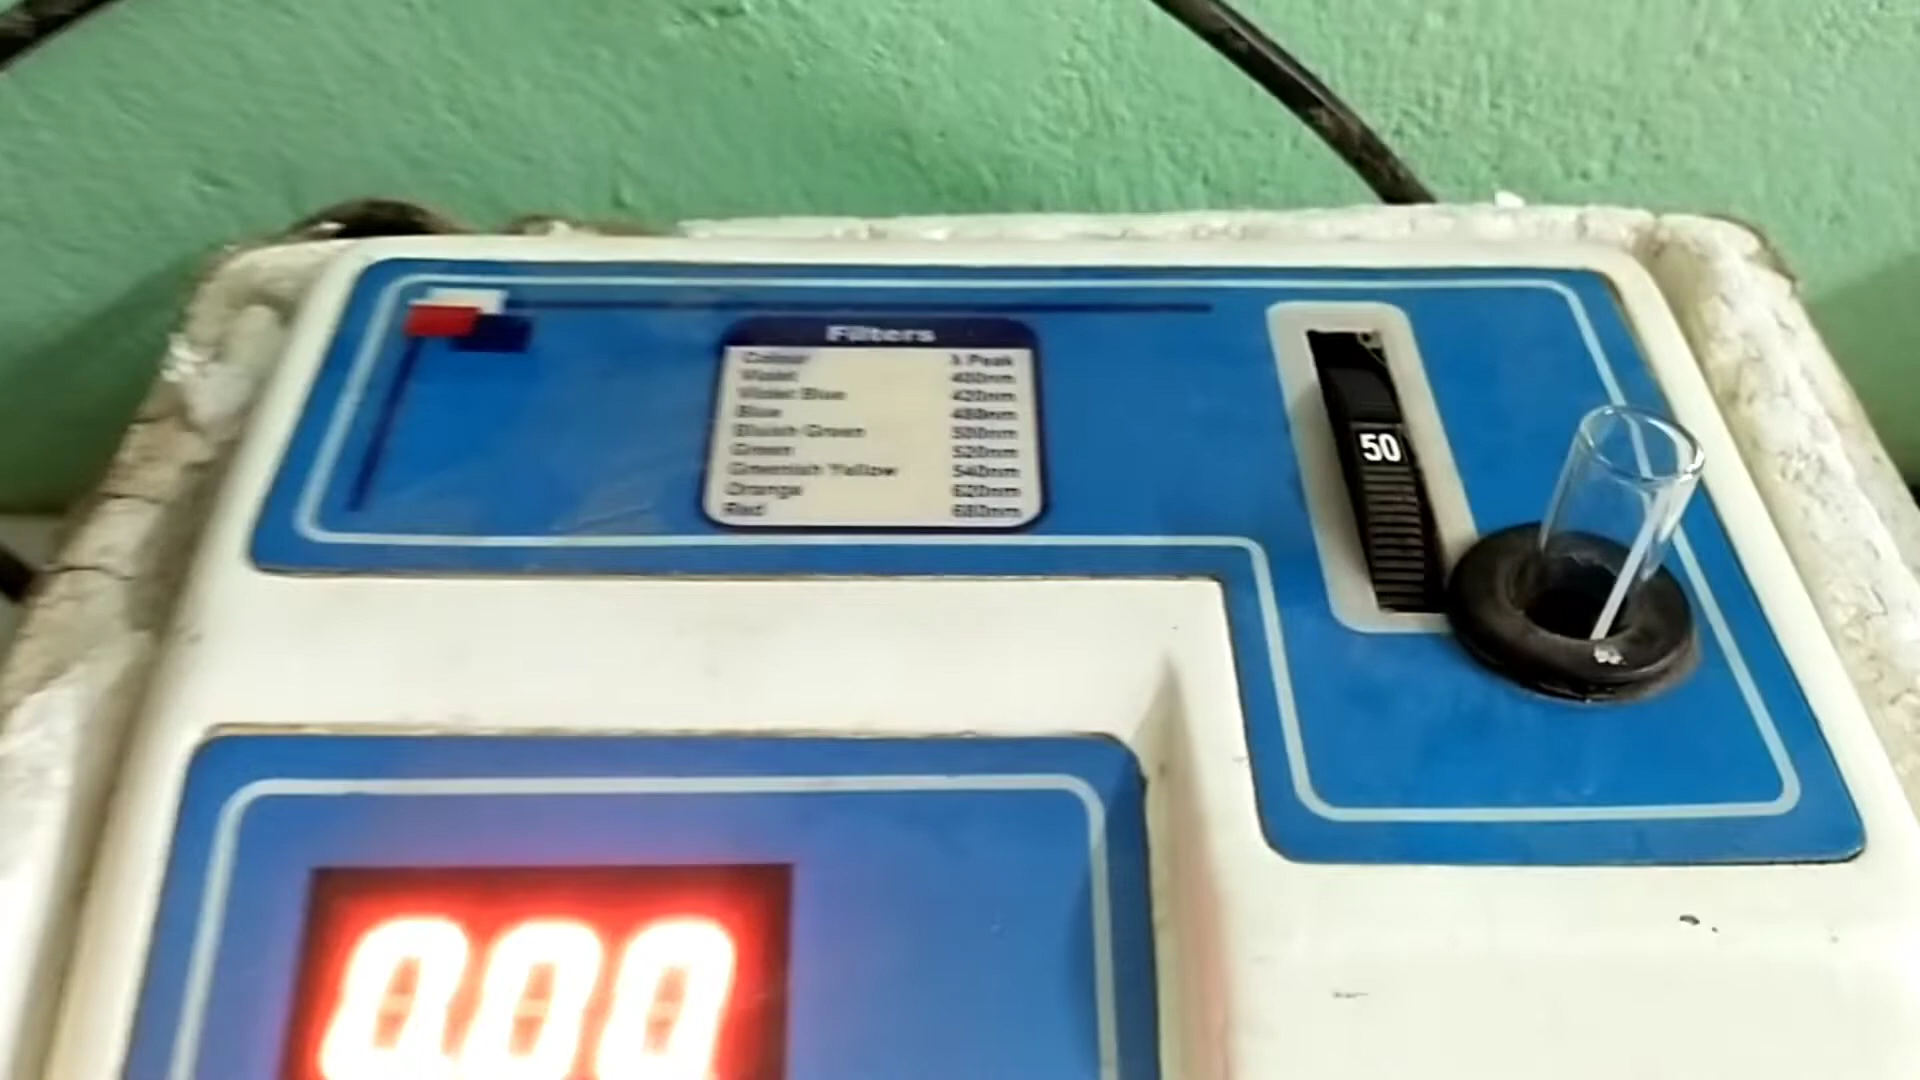 Filters
Colour λ Peak
Violet 400nm
Violet Blue 420nm
Blue 480nm
Bluish Green 500nm
Green 520nm
Greenish Yellow 540nm
Orange 620nm
Red 680nm
50
000